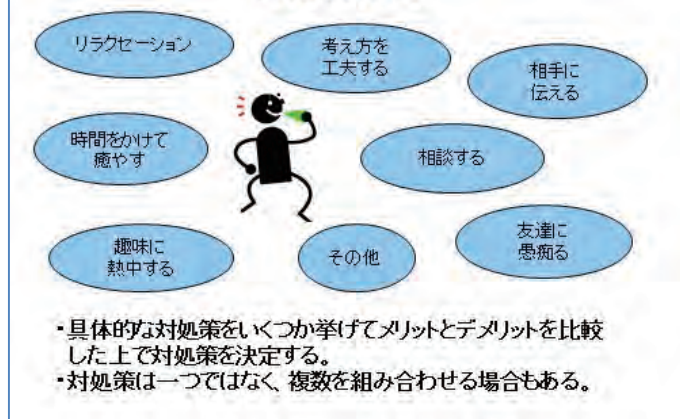 リラクセーション
考え方を
工夫する
相手に
伝える
時間をかけて
癒やす
相談する
趣味に
熱中する
その他
友達に
愚痴る
・具体的な対処策をいくつか挙げてメリットとデメリットを比較
した上で対処策を決定する。
・対処策は一つではなく、複数を組み合わせる場合もある。